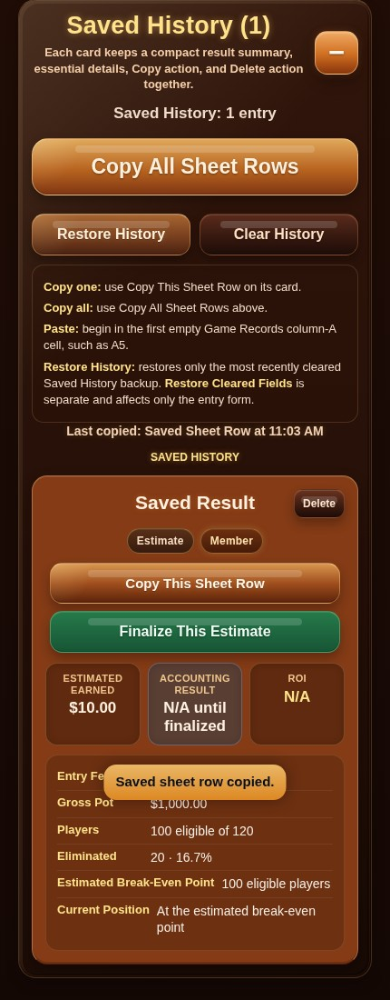 Saved History (1)
Each card keeps a compact result summary,
essential details, Copy action, and Delete action
together.
–
Saved History: 1 entry
Copy All Sheet Rows
Restore History
Clear History
Copy one: use Copy This Sheet Row on its card.
Copy all: use Copy All Sheet Rows above.
Paste: begin in the first empty Game Records column-A
cell, such as A5.
Restore History: restores only the most recently cleared
Saved History backup. Restore Cleared Fields is
separate and affects only the entry form.
Last copied: Saved Sheet Row at 11:03 AM
SAVED HISTORY
Saved Result
Delete
Estimate
Member
Copy This Sheet Row
Finalize This Estimate
ESTIMATED
EARNED
$10.00
ACCOUNTING
RESULT
N/A until
finalized
ROI
N/A
Entry
Saved sheet row copied.
Gross Pot $1,000.00
Players 100 eligible of 120
Eliminated 20 · 16.7%
Estimated Break-Even Point 100 eligible players
Current Position At the estimated break-even
point